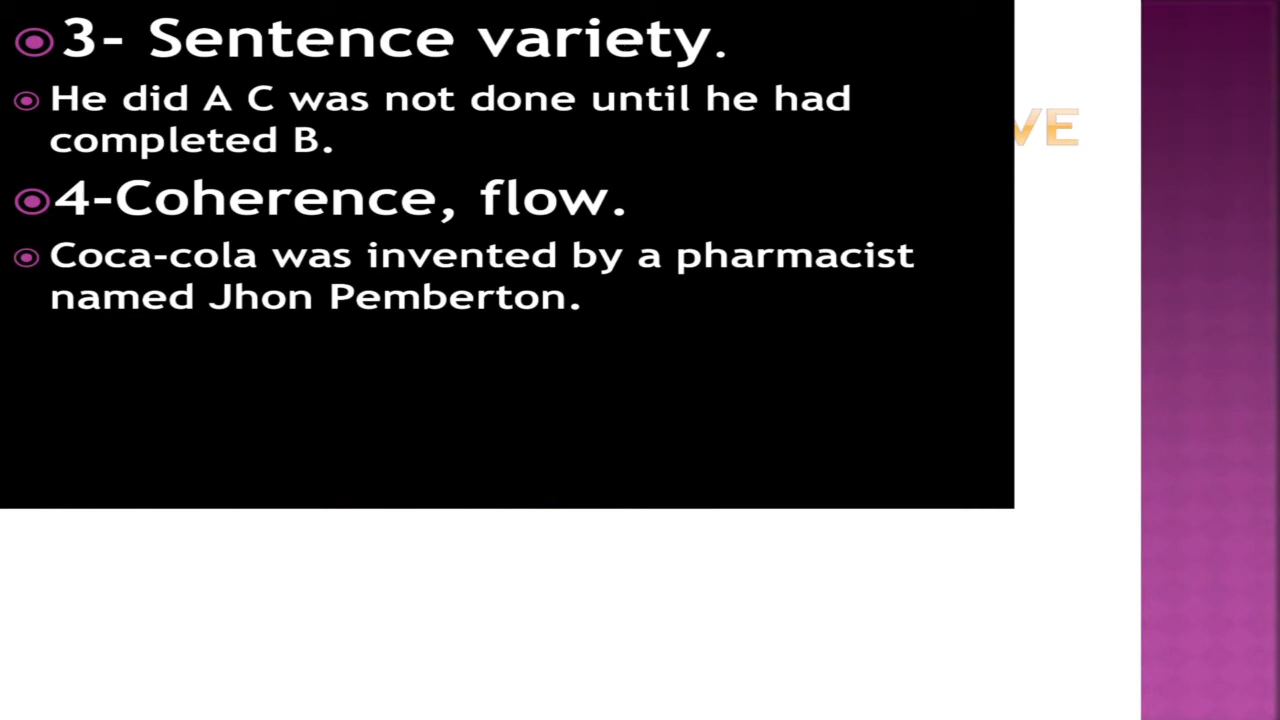 3- Sentence variety.
VE
He did A C was not done until he had
completed B.
4-Coherence, flow.
Coca-cola was invented by a pharmacist
named Jhon Pemberton.